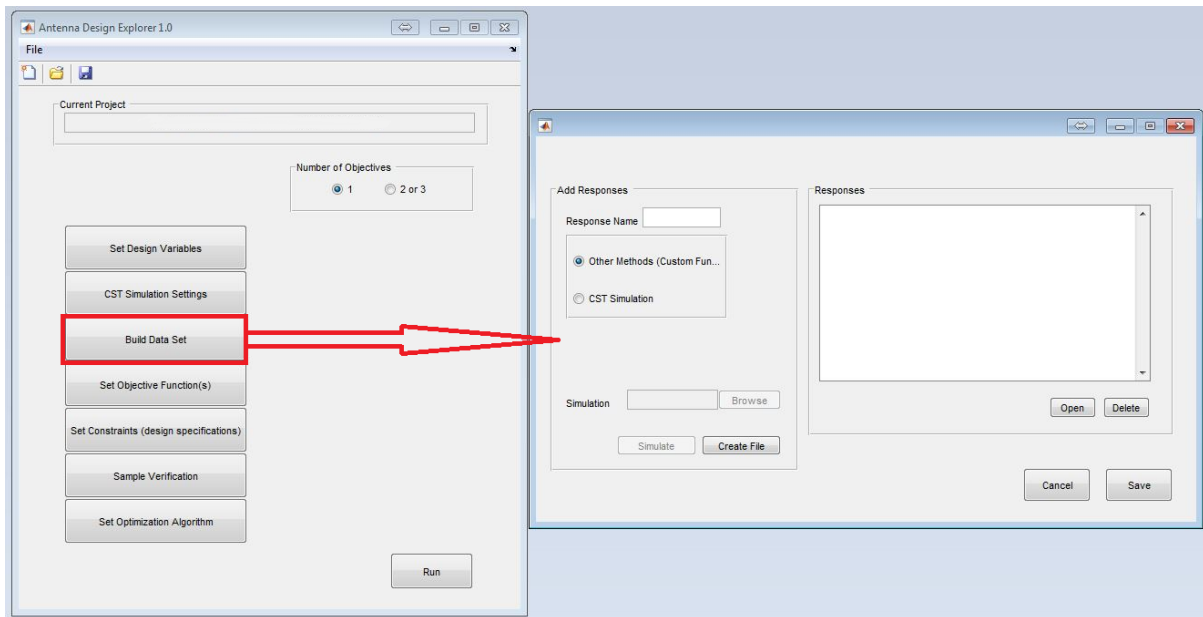 Antenna Design Explorer 1.0
File
Current Project
Number of Objectives
1
2 or 3
Set Design Variables
CST Simulation Settings
Build Data Set
Set Objective Function(s)
Set Constraints (design specifications)
Sample Verification
Set Optimization Algorithm
Run
Add Responses
Response Name
Other Methods (Custom Fun...
CST Simulation
Simulation
Browse
Simulate
Create File
Responses
Open
Delete
Cancel
Save